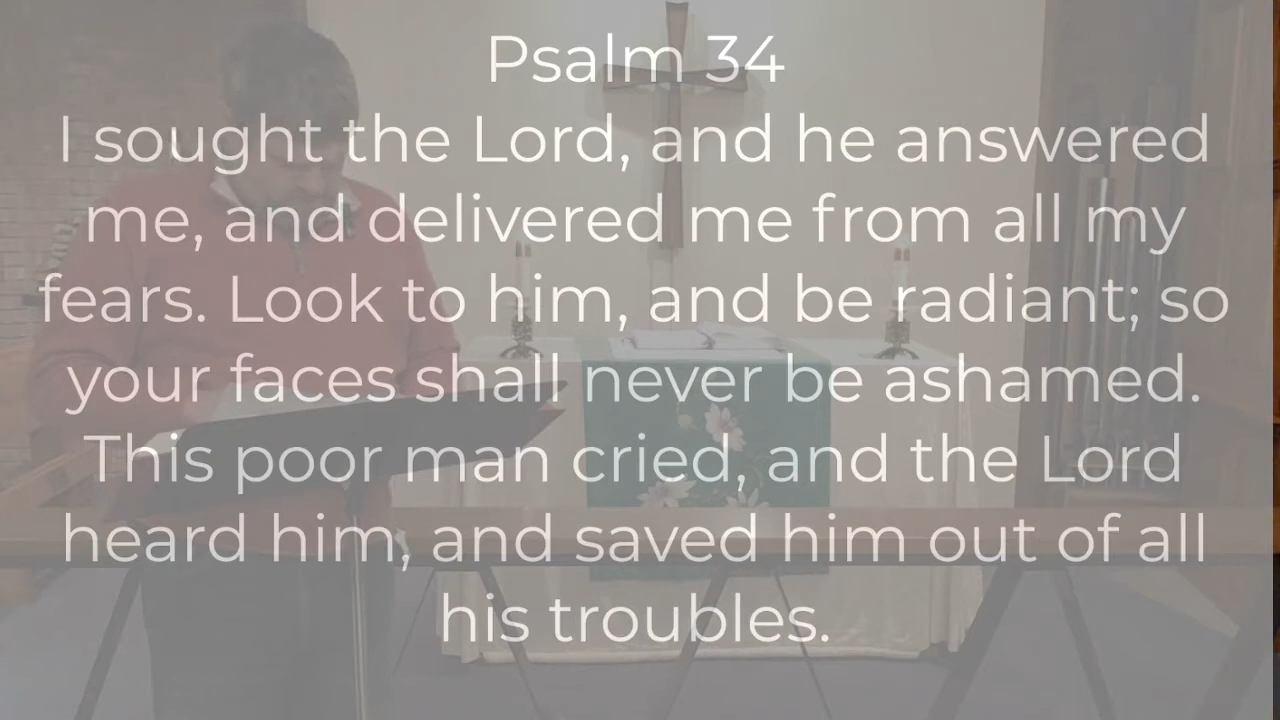 Psalm 34
I sought the Lord, and he answered
me, and delivered me from all my
fears. Look to him, and be radiant; so
your faces shall never be ashamed.
This poor man cried, and the Lord
heard him, and saved him out of all
his troubles.